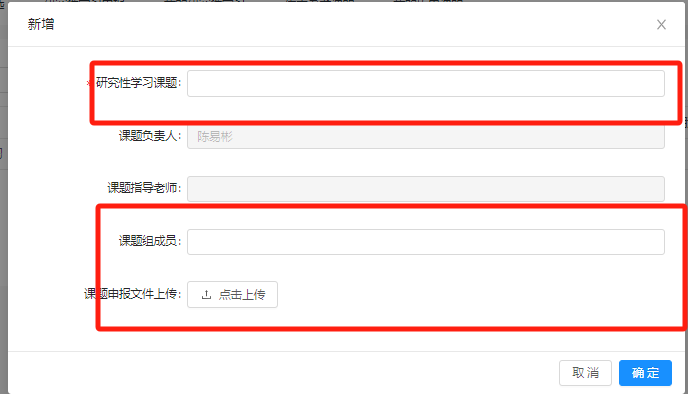 新增
* 研究性学习课题:
课题负责人: 陈易彬
课题指导老师:
课题组成员:
课题申报文件上传: 点击上传
取 消 确 定